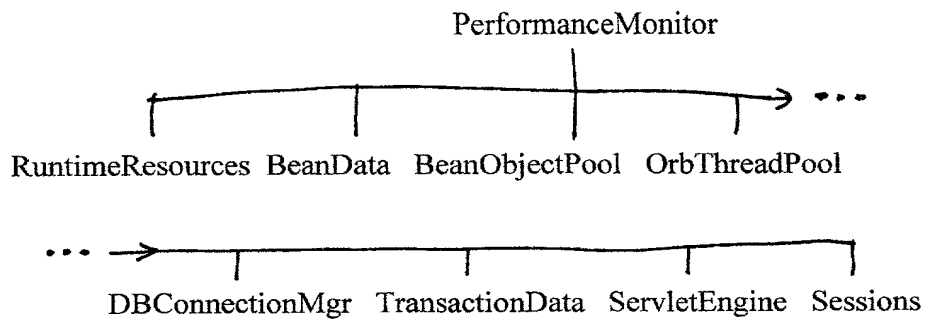 PerformanceMonitor
...
RuntimeResources BeanData BeanObjectPool OrbThreadPool
...
DBConnectionMgr TransactionData ServletEngine Sessions